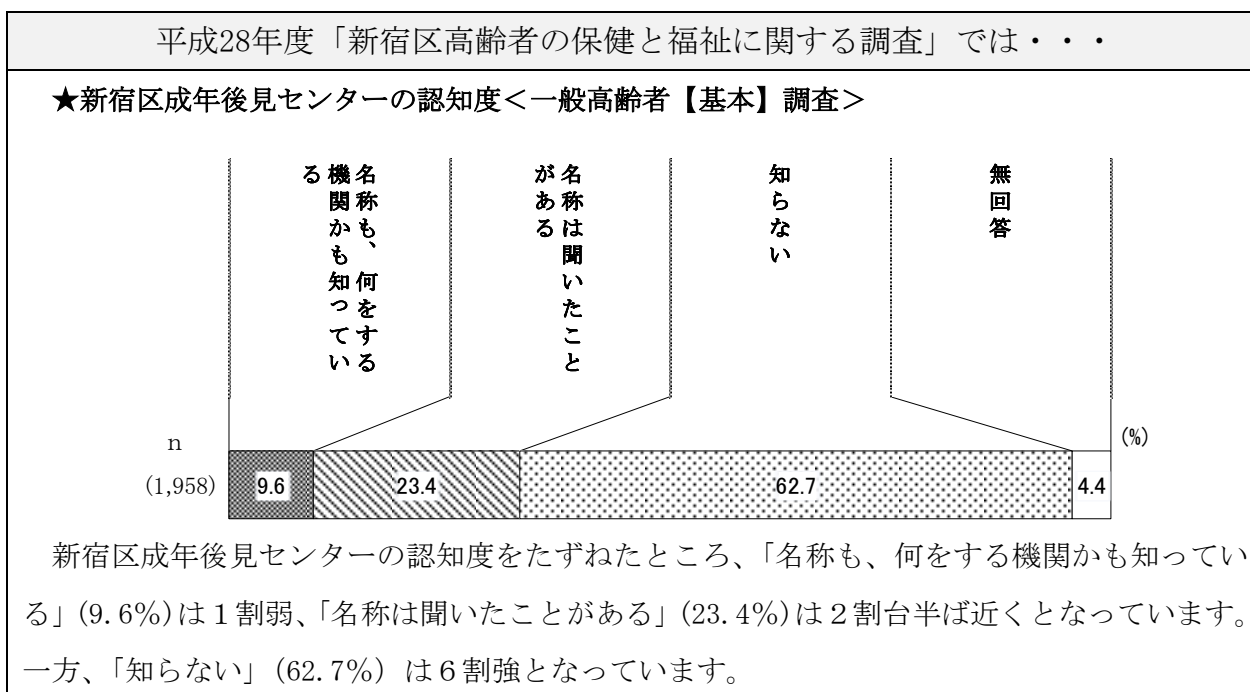 平成28年度「新宿区高齢者の保健と福祉に関する調査」では・・・
★新宿区成年後見センターの認知度＜一般高齢者【基本】調査＞
名称も、何をする
機関かも知ってい
る
名称は聞いたこと
がある
知らない
無回答
(%)
n
(1,958)
9.6
23.4
62.7
4.4
新宿区成年後見センターの認知度をたずねたところ、「名称も、何をする機関かも知ってい
る」(9.6%)は１割弱、「名称は聞いたことがある」(23.4%)は２割台半ば近くとなっています。
一方、「知らない」(62.7%）は６割強となっています。